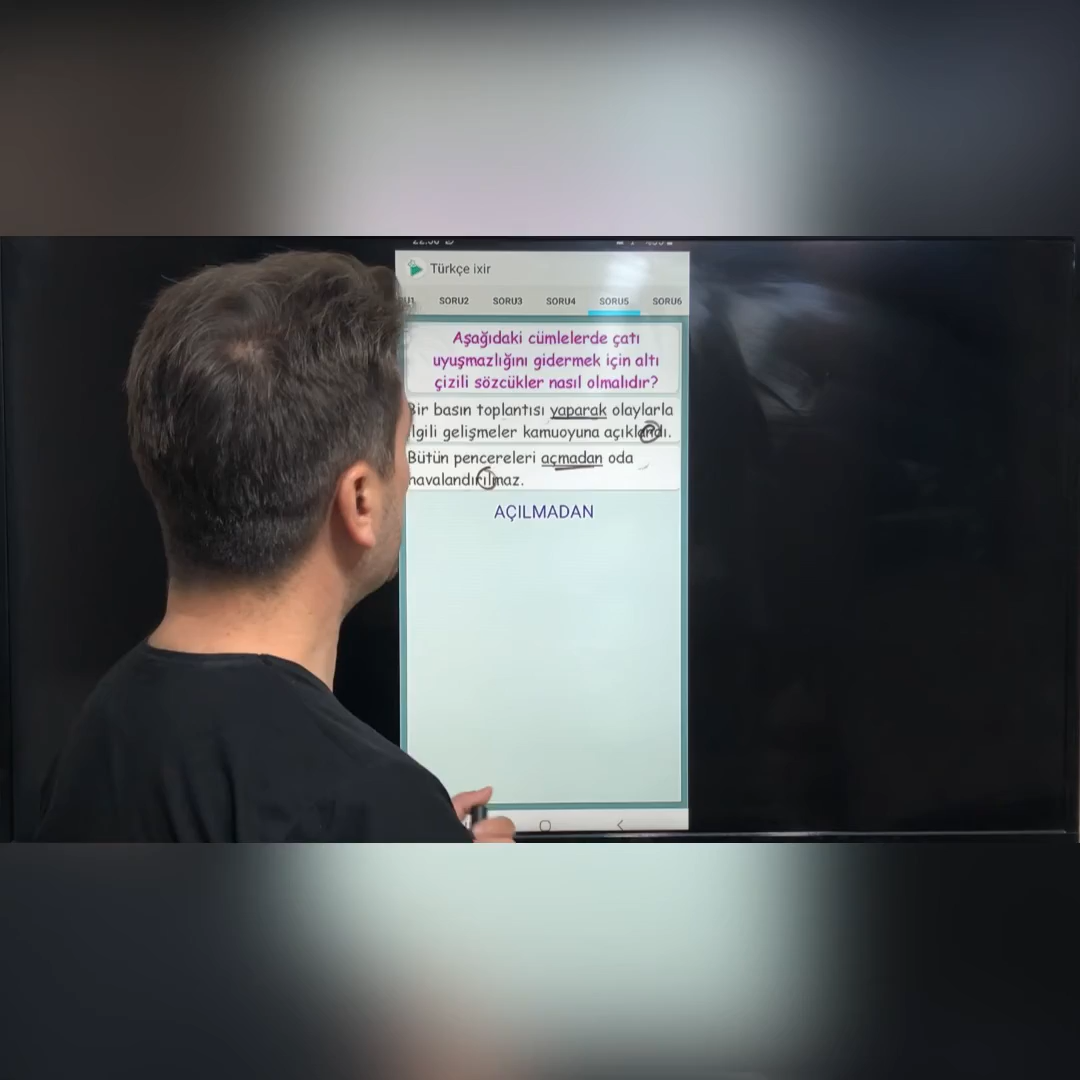 Türkçe ixir
SORU2 SORU3 SORU4 SORU5 SORU6
Aşağıdaki cümlelerde çatı
uyuşmazlığını gidermek için altı
çizili sözcükler nasıl olmalıdır?
Bir basın toplantısı yaparak olaylarla
ilgili gelişmeler kamuoyuna açıklandı.
Bütün pencereleri açmadan oda
havalandırılmaz.
AÇILMADAN